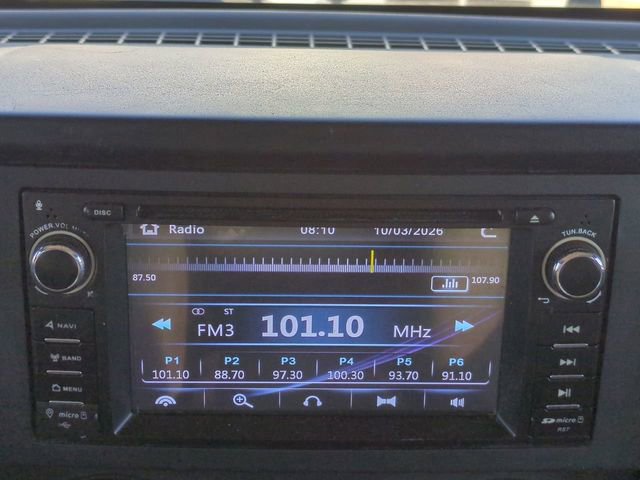 DISC
POWER.VOL
TUN.BACK
Radio 08:10 10/03/2026
87.50 107.90
ST
FM3 101.10 MHz
P1 P2 P3 P4 P5 P6
101.10 88.70 97.30 100.30 93.70 91.10
NAVI
BAND
MENU
micro
micro
RST